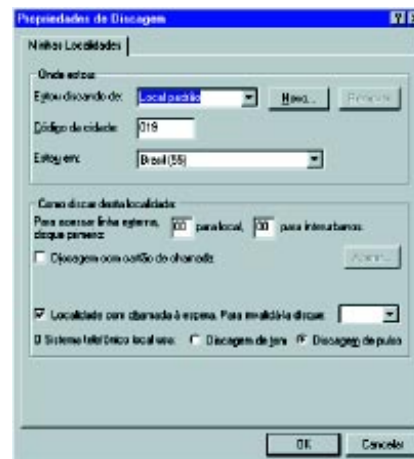 Propriedades de Discagem
Minhas Localidades
Onde estou:
Estou discando de: Local padrão Novo... Remover
Código da cidade: 019
Estou em: Brasil (55)
Como discar desta localidade:
Para acessar linha externa, disque primeiro: 00 para local, 00 para interurbanos.
Discagem com cartão de chamada:
Localidade com chamada à espera. Para invalidá-la disque:
O Sistema telefônico local usa: Discagem de tom Discagem de pulso
OK Cancelar